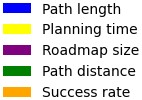 Path length
Planning time
Roadmap size
Path distance
Success rate